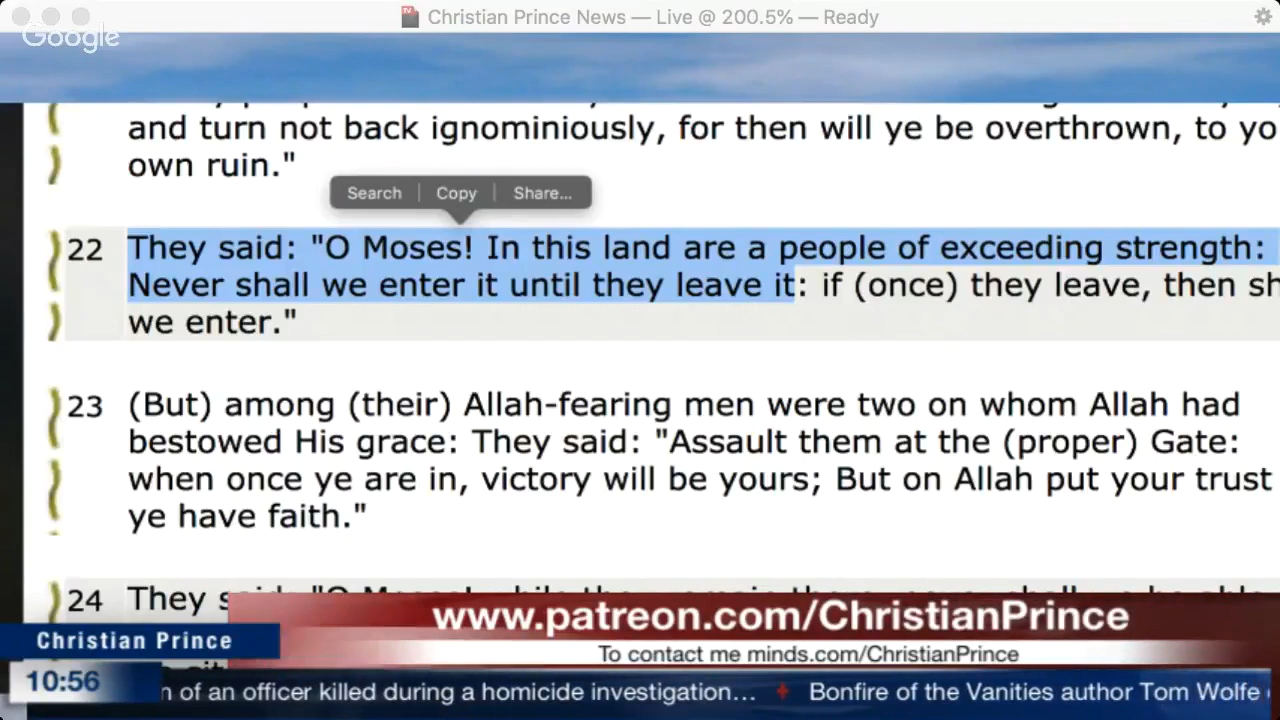 Christian Prince News — Live @ 200.5% — Ready
Google
and turn not back ignominiously, for then will ye be overthrown, to yo
own ruin."
Search Copy Share...
22 They said: "O Moses! In this land are a people of exceeding strength:
Never shall we enter it until they leave it: if (once) they leave, then sh
we enter."
23 (But) among (their) Allah-fearing men were two on whom Allah had
bestowed His grace: They said: "Assault them at the (proper) Gate:
when once ye are in, victory will be yours; But on Allah put your trust
ye have faith."
24 They
www.patreon.com/ChristianPrince
Christian Prince
To contact me minds.com/ChristianPrince
10:56
n of an officer killed during a homicide investigation... Bonfire of the Vanities author Tom Wolfe